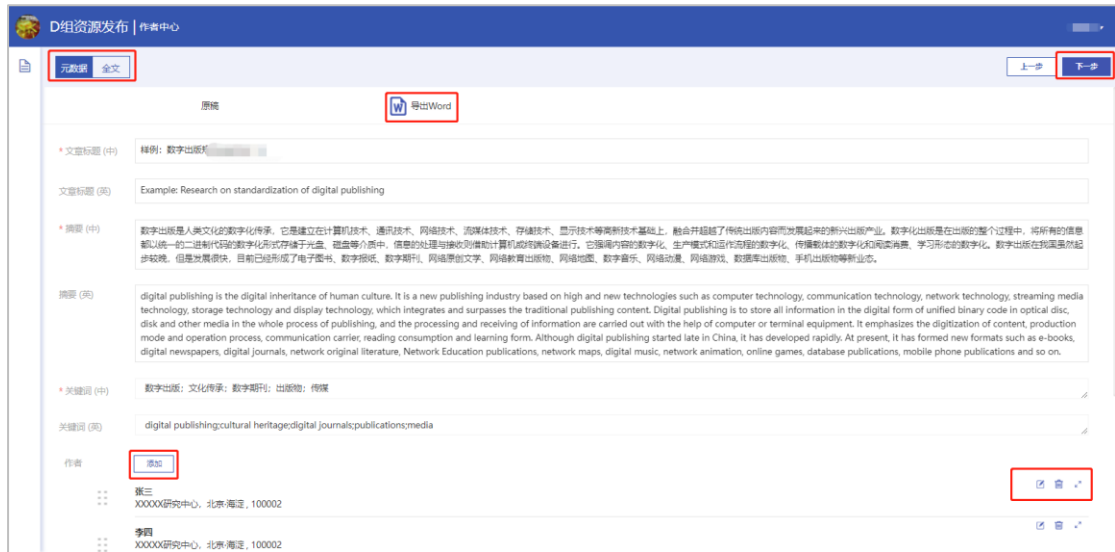 D组资源发布 | 作者中心
元数据 全文
上一步 下一步
原稿 导出Word
* 文章标题 (中) 样例：数字出版
文章标题 (英) Example: Research on standardization of digital publishing
* 摘要 (中) 数字出版是人类文化的数字化传承，它是建立在计算机技术、通讯技术、网络技术、流媒体技术、存储技术、显示技术等高新技术基础上，融合并超越了传统出版内容而发展起来的新兴出版产业。数字化出版是在出版的整个过程中，将所有的信息
都以统一的二进制代码的数字化形式存储于光盘、磁盘等介质中，信息的处理与接收则借助计算机或终端设备进行。它强调内容的数字化、生产模式和运作流程的数字化、传播载体的数字化和阅读消费、学习形态的数字化。数字出版在我国虽然起
步较晚，但是发展很快，目前已经形成了电子图书、数字报纸、数字期刊、网络原创文学、网络教育出版物、网络地图、数字音乐、网络动漫、网络游戏、数据库出版物、手机出版物等新业态。
摘要 (英) digital publishing is the digital inheritance of human culture. It is a new publishing industry based on high and new technologies such as computer technology, communication technology, network technology, streaming media
technology, storage technology and display technology, which integrates and surpasses the traditional publishing content. Digital publishing is to store all information in the digital form of unified binary code in optical disc,
disk and other media in the whole process of publishing, and the processing and receiving of information are carried out with the help of computer or terminal equipment. It emphasizes the digitization of content, production
mode and operation process, communication carrier, reading consumption and learning form. Although digital publishing started late in China, it has developed rapidly. At present, it has formed new formats such as e-books,
digital newspapers, digital journals, network original literature, Network Education publications, network maps, digital music, network animation, online games, database publications, mobile phone publications and so on.
* 关键词 (中) 数字出版；文化传承；数字期刊；出版物；传媒
关键词 (英) digital publishing;cultural heritage;digital journals;publications;media
作者 添加
张三
XXXXX研究中心，北京·海淀 , 100002
李四
XXXXX研究中心，北京·海淀 , 100002